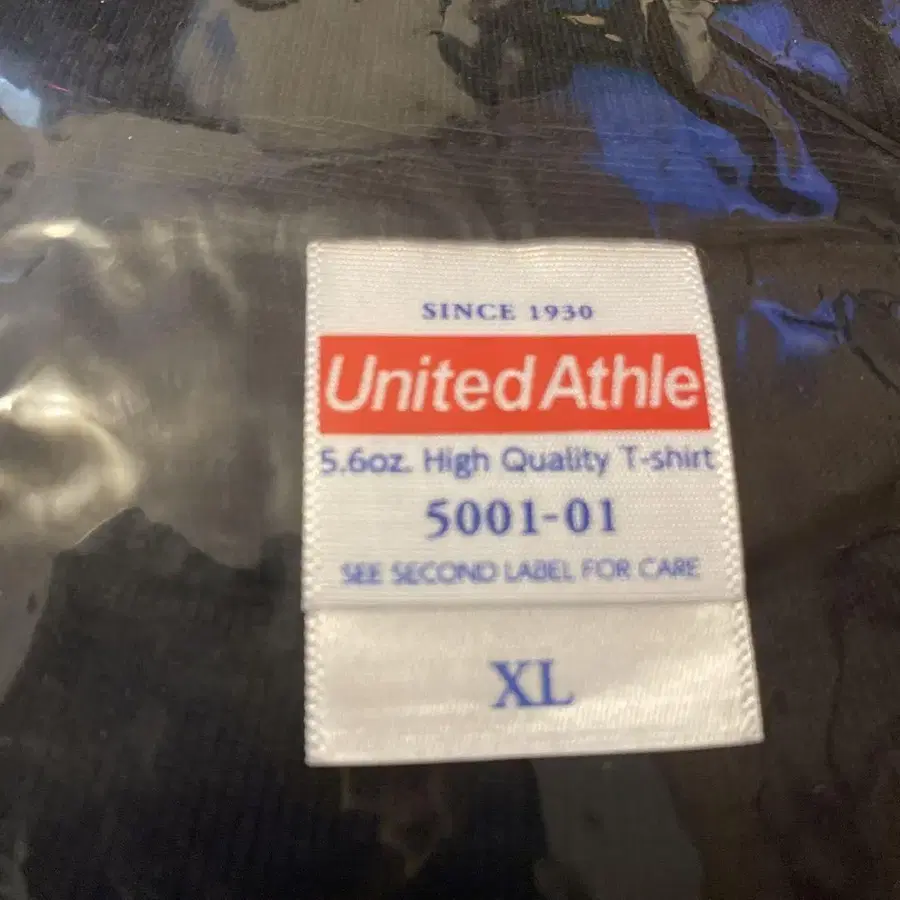 SINCE 1930
United Athle
5.6oz. High Quality T-shirt
5001-01
SEE SECOND LABEL FOR CARE
XL